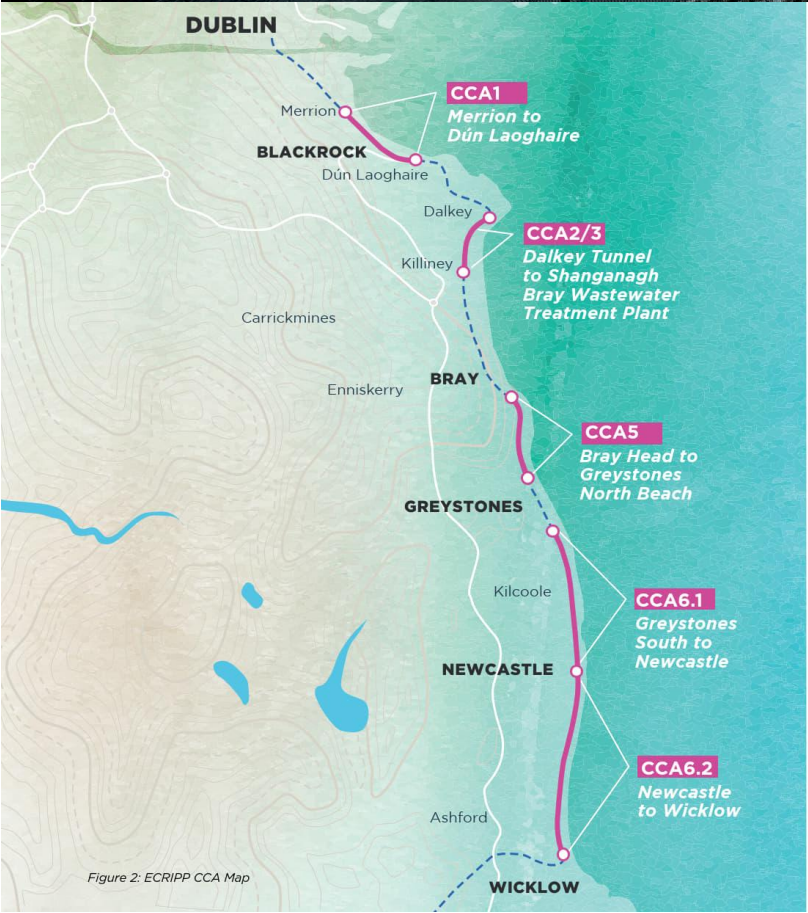 DUBLIN
CCA1
Merrion to
Dún Laoghaire
Merrion
BLACKROCK
Dún Laoghaire
Dalkey
CCA2/3
Dalkey Tunnel
to Shanganagh
Bray Wastewater
Treatment Plant
Killiney
Carrickmines
BRAY
Enniskerry
CCA5
Bray Head to
Greystones
North Beach
GREYSTONES
Kilcoole
CCA6.1
Greystones
South to
Newcastle
NEWCASTLE
CCA6.2
Newcastle
to Wicklow
Ashford
Figure 2: ECRIPP CCA Map
WICKLOW